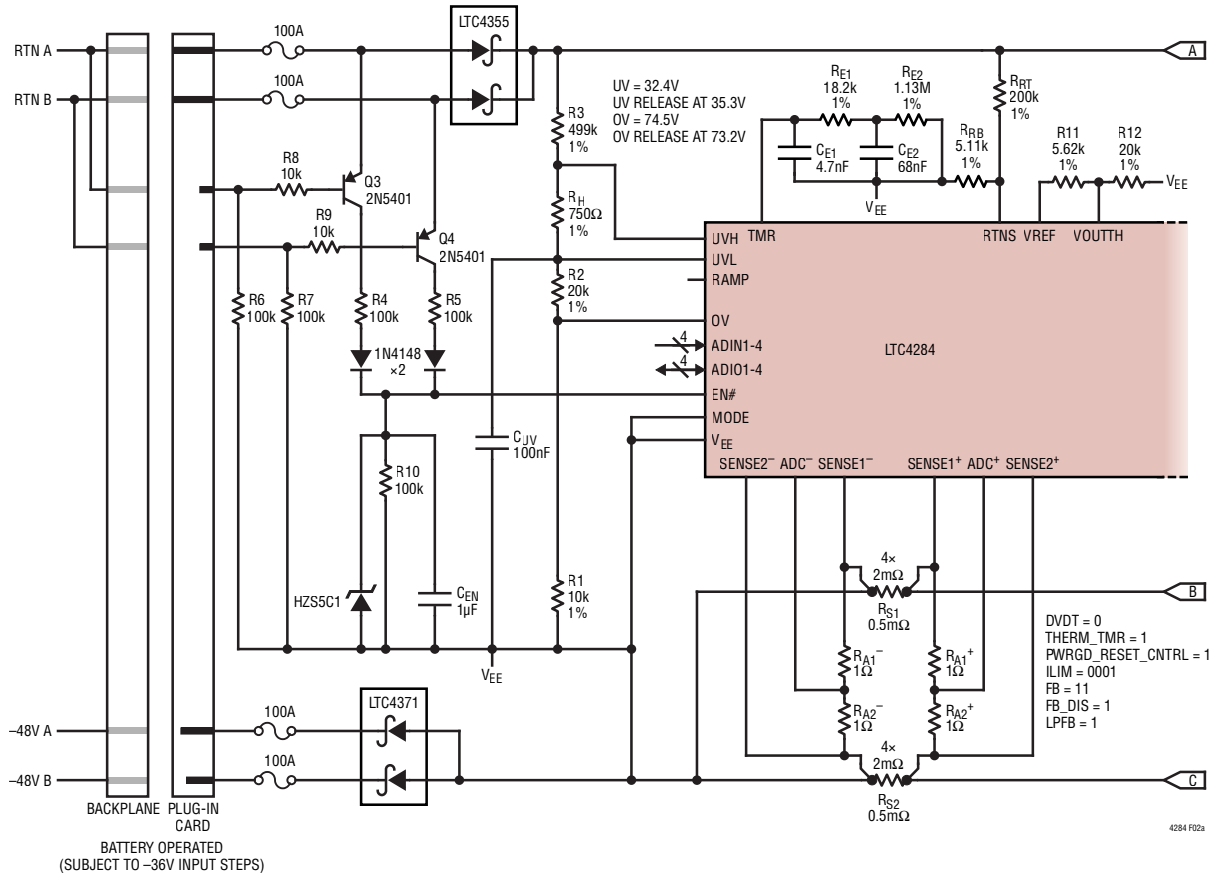 RTN A
RTN B
100A
100A
LTC4355
R8
10k
Q3
2N5401
R9
10k
Q4
2N5401
R6
100k
R7
100k
R4
100k
R5
100k
1N4148
×2
R10
100k
HZS5C1
CEN
1µF
CUV
100nF
VEE
R3
499k
1%
RH
750Ω
1%
R2
20k
1%
R1
10k
1%
UV = 32.4V
UV RELEASE AT 35.3V
OV = 74.5V
OV RELEASE AT 73.2V
RE1
18.2k
1%
RE2
1.13M
1%
CE1
4.7nF
CE2
68nF
VEE
RRT
200k
1%
RRB
5.11k
1%
R11
5.62k
1%
R12
20k
1%
VEE
A
UVH
TMR
RTNS
VREF
VOUTTH
UVL
RAMP
OV
4
ADIN1-4
4
ADIO1-4
EN#
MODE
VEE
LTC4284
SENSE2–
ADC–
SENSE1–
SENSE1+
ADC+
SENSE2+
4×
2mΩ
RS1
0.5mΩ
B
RA1–
1Ω
RA1+
1Ω
RA2–
1Ω
RA2+
1Ω
4×
2mΩ
RS2
0.5mΩ
C
DVDT = 0
THERM_TMR = 1
PWRGD_RESET_CNTRL = 1
ILIM = 0001
FB = 11
FB_DIS = 1
LPFB = 1
–48V A
–48V B
100A
100A
LTC4371
BACKPLANE
PLUG-IN
CARD
BATTERY OPERATED
(SUBJECT TO –36V INPUT STEPS)
4284 F02a